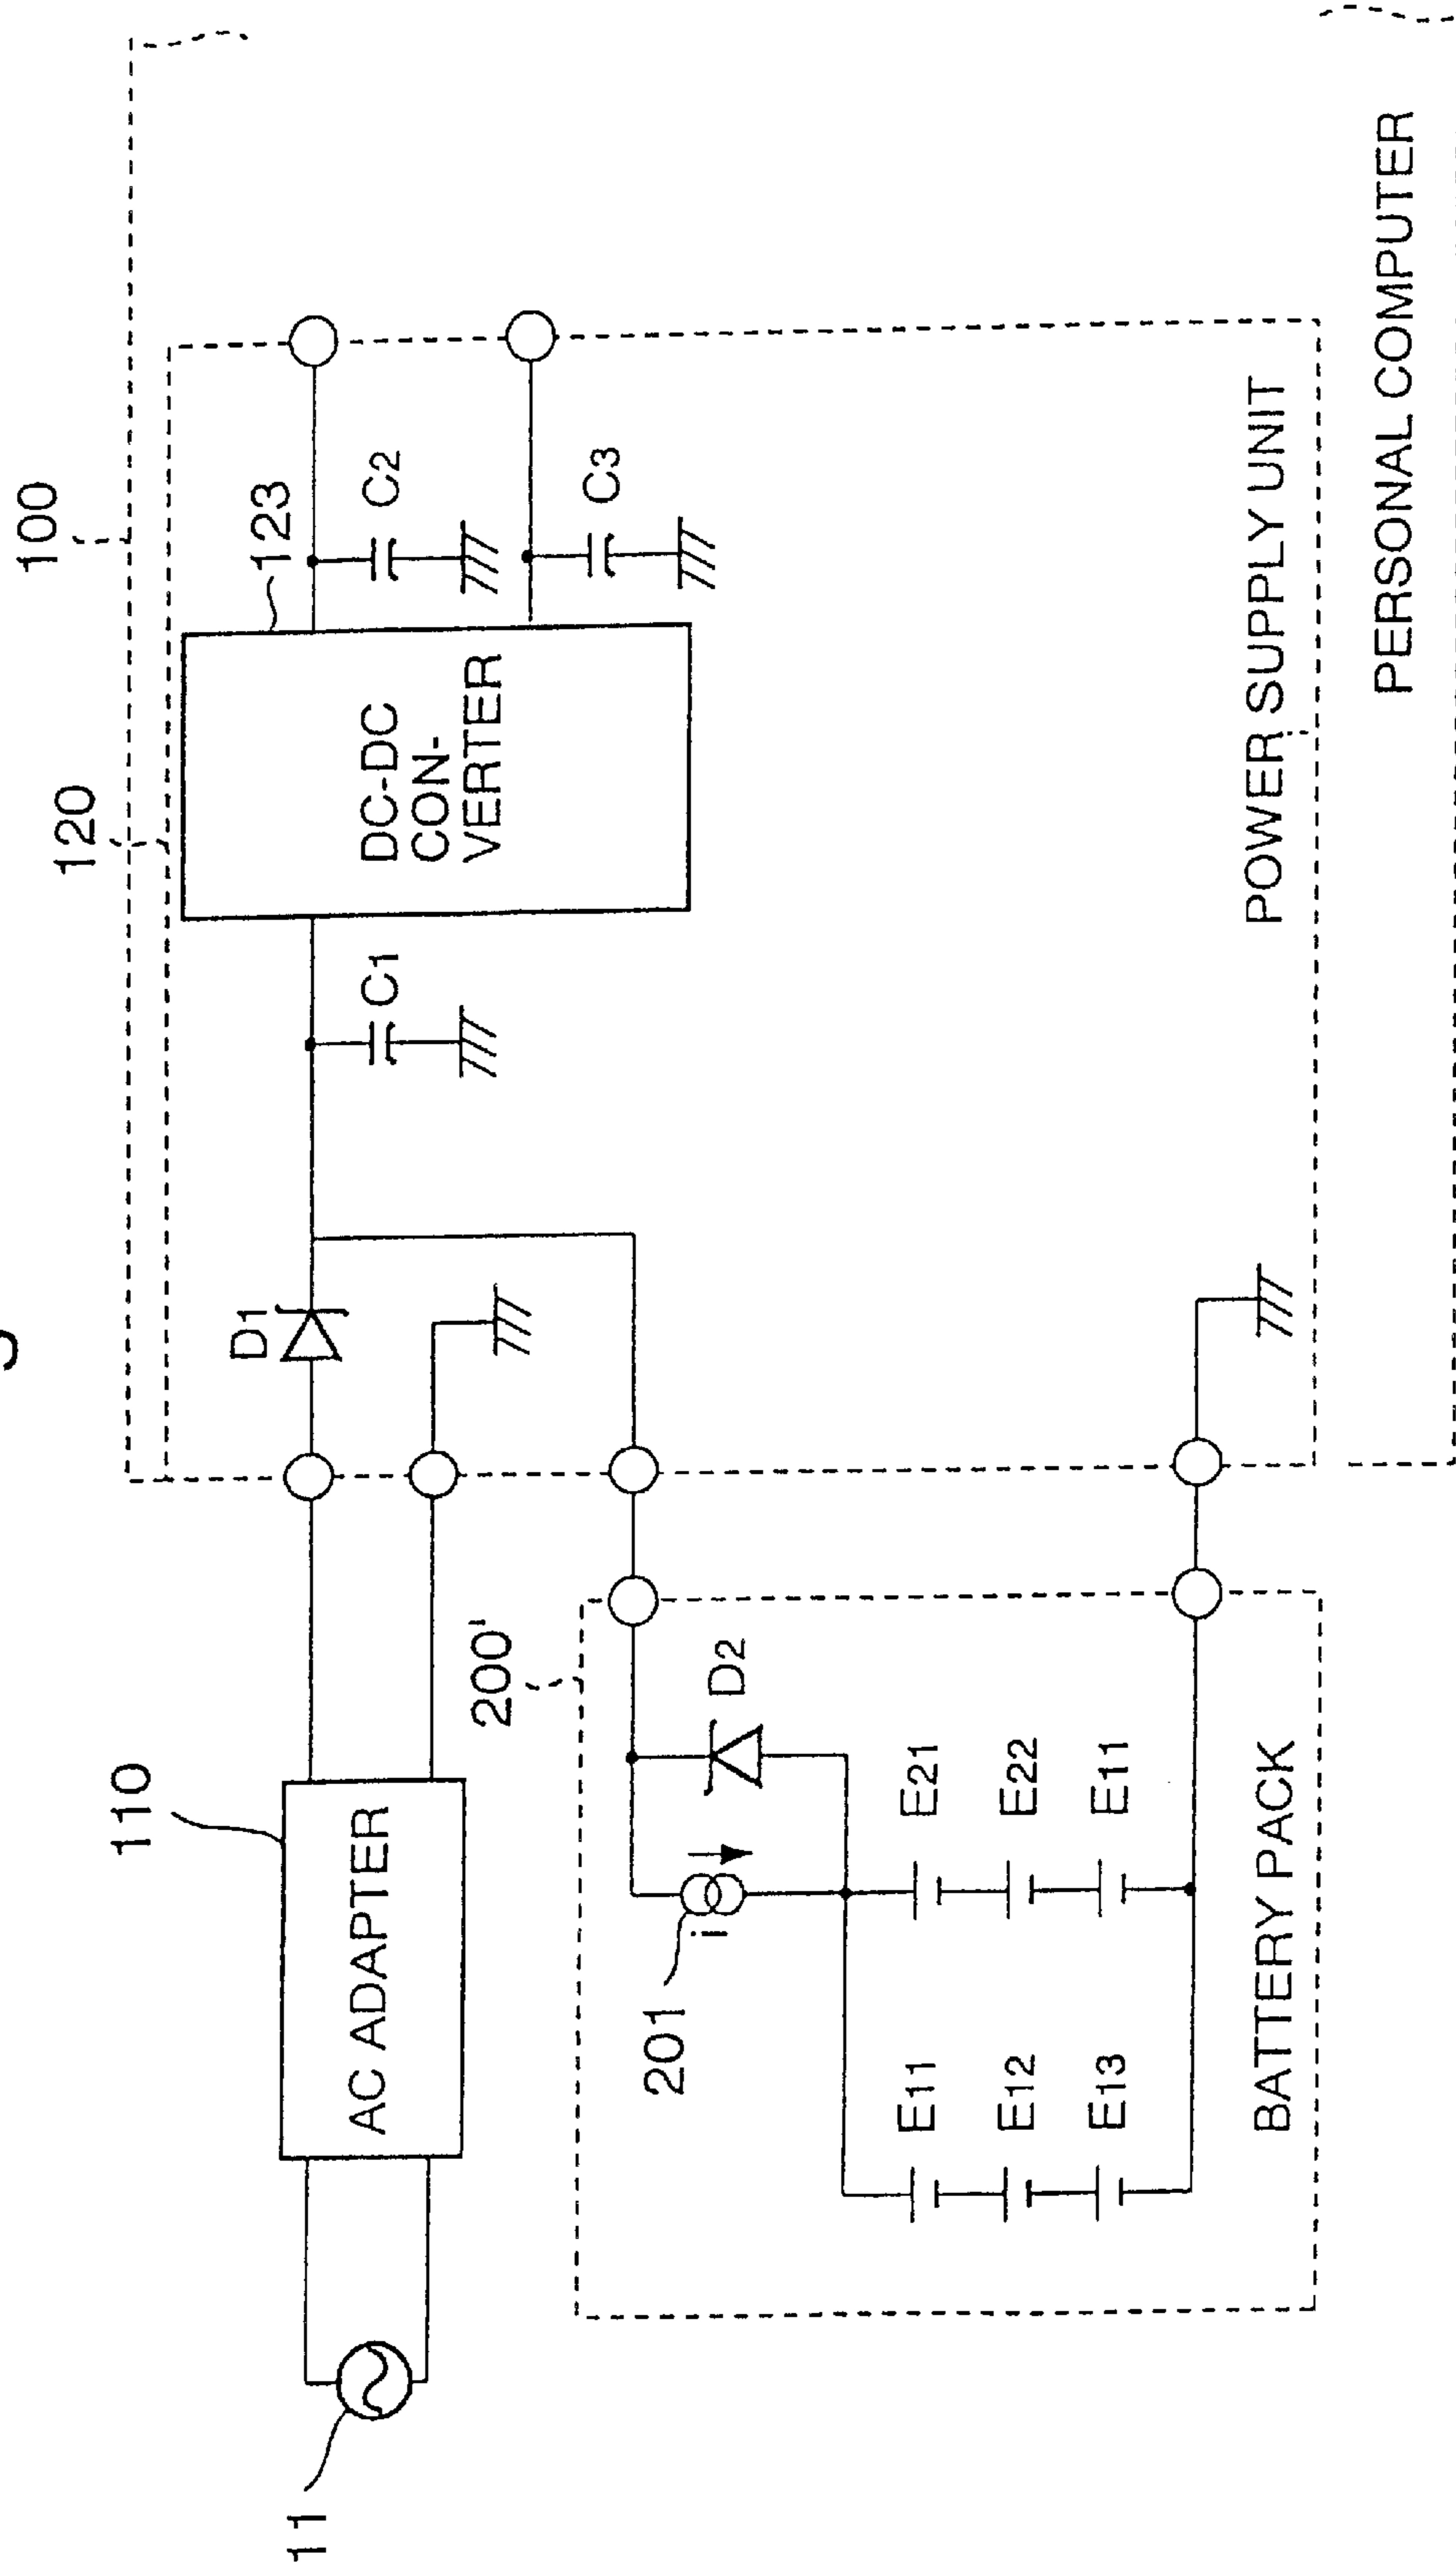 100
120
123
C2
C3
DC-DC
CON-
VERTER
C1
D1
POWER SUPPLY UNIT
PERSONAL COMPUTER
110
AC ADAPTER
11
200'
D2
201
i
E21
E22
E11
E11
E12
E13
BATTERY PACK